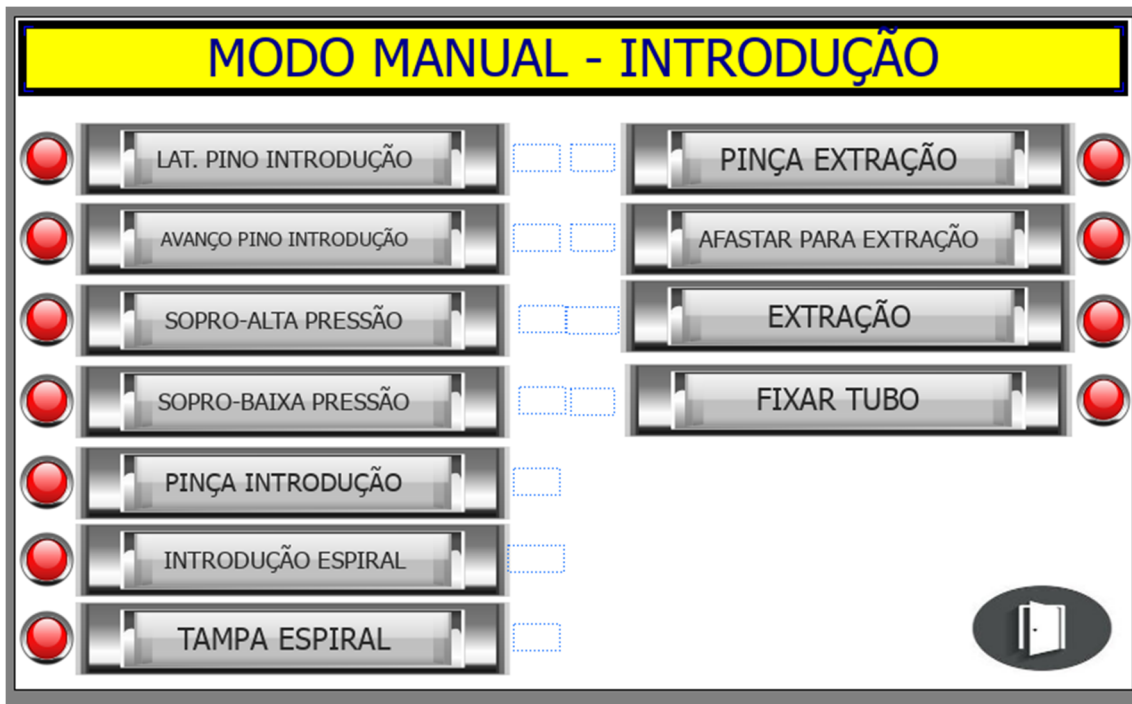 MODO MANUAL - INTRODUÇÃO
LAT. PINO INTRODUÇÃO
AVANÇO PINO INTRODUÇÃO
SOPRO-ALTA PRESSÃO
SOPRO-BAIXA PRESSÃO
PINÇA INTRODUÇÃO
INTRODUÇÃO ESPIRAL
TAMPA ESPIRAL
PINÇA EXTRAÇÃO
AFASTAR PARA EXTRAÇÃO
EXTRAÇÃO
FIXAR TUBO